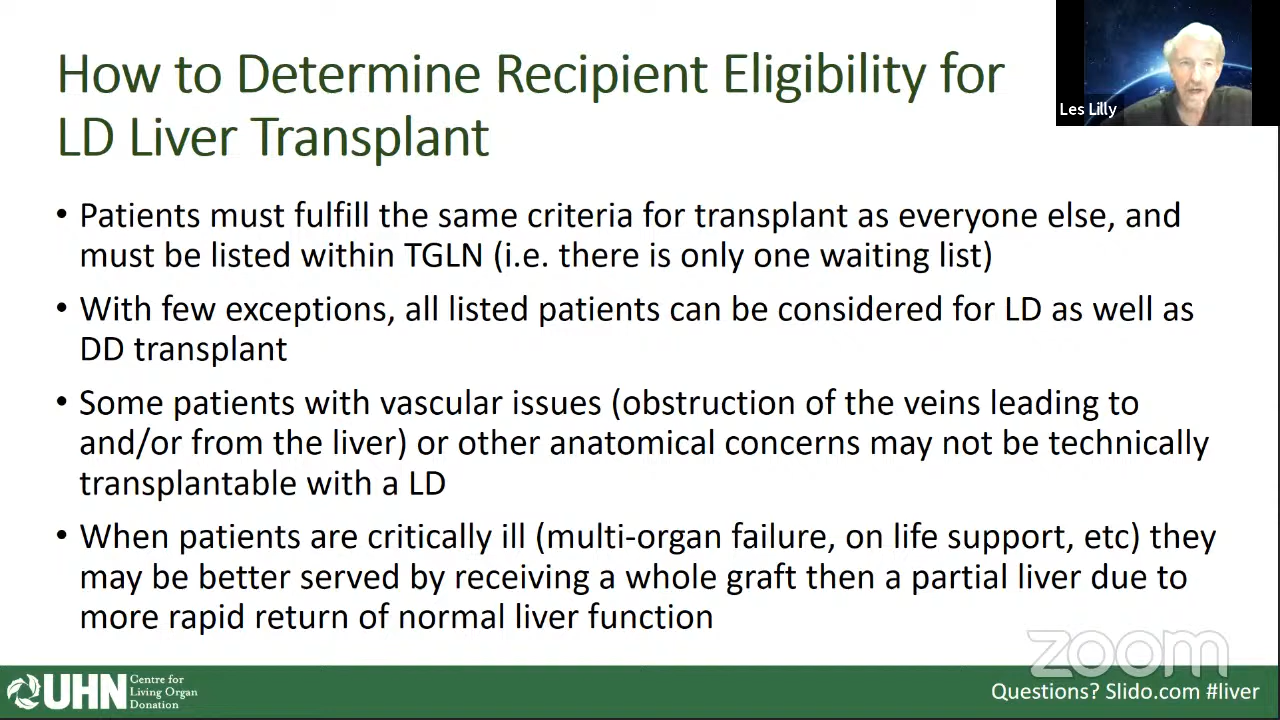 How to Determine Recipient Eligibility for
LD Liver Transplant
Les Lilly
• Patients must fulfill the same criteria for transplant as everyone else, and
must be listed within TGLN (i.e. there is only one waiting list)
• With few exceptions, all listed patients can be considered for LD as well as
DD transplant
• Some patients with vascular issues (obstruction of the veins leading to
and/or from the liver) or other anatomical concerns may not be technically
transplantable with a LD
• When patients are critically ill (multi-organ failure, on life support, etc) they
may be better served by receiving a whole graft then a partial liver due to
more rapid return of normal liver function
zoom
UHN
Centre for
Living Organ
Donation
Questions? Slido.com #liver